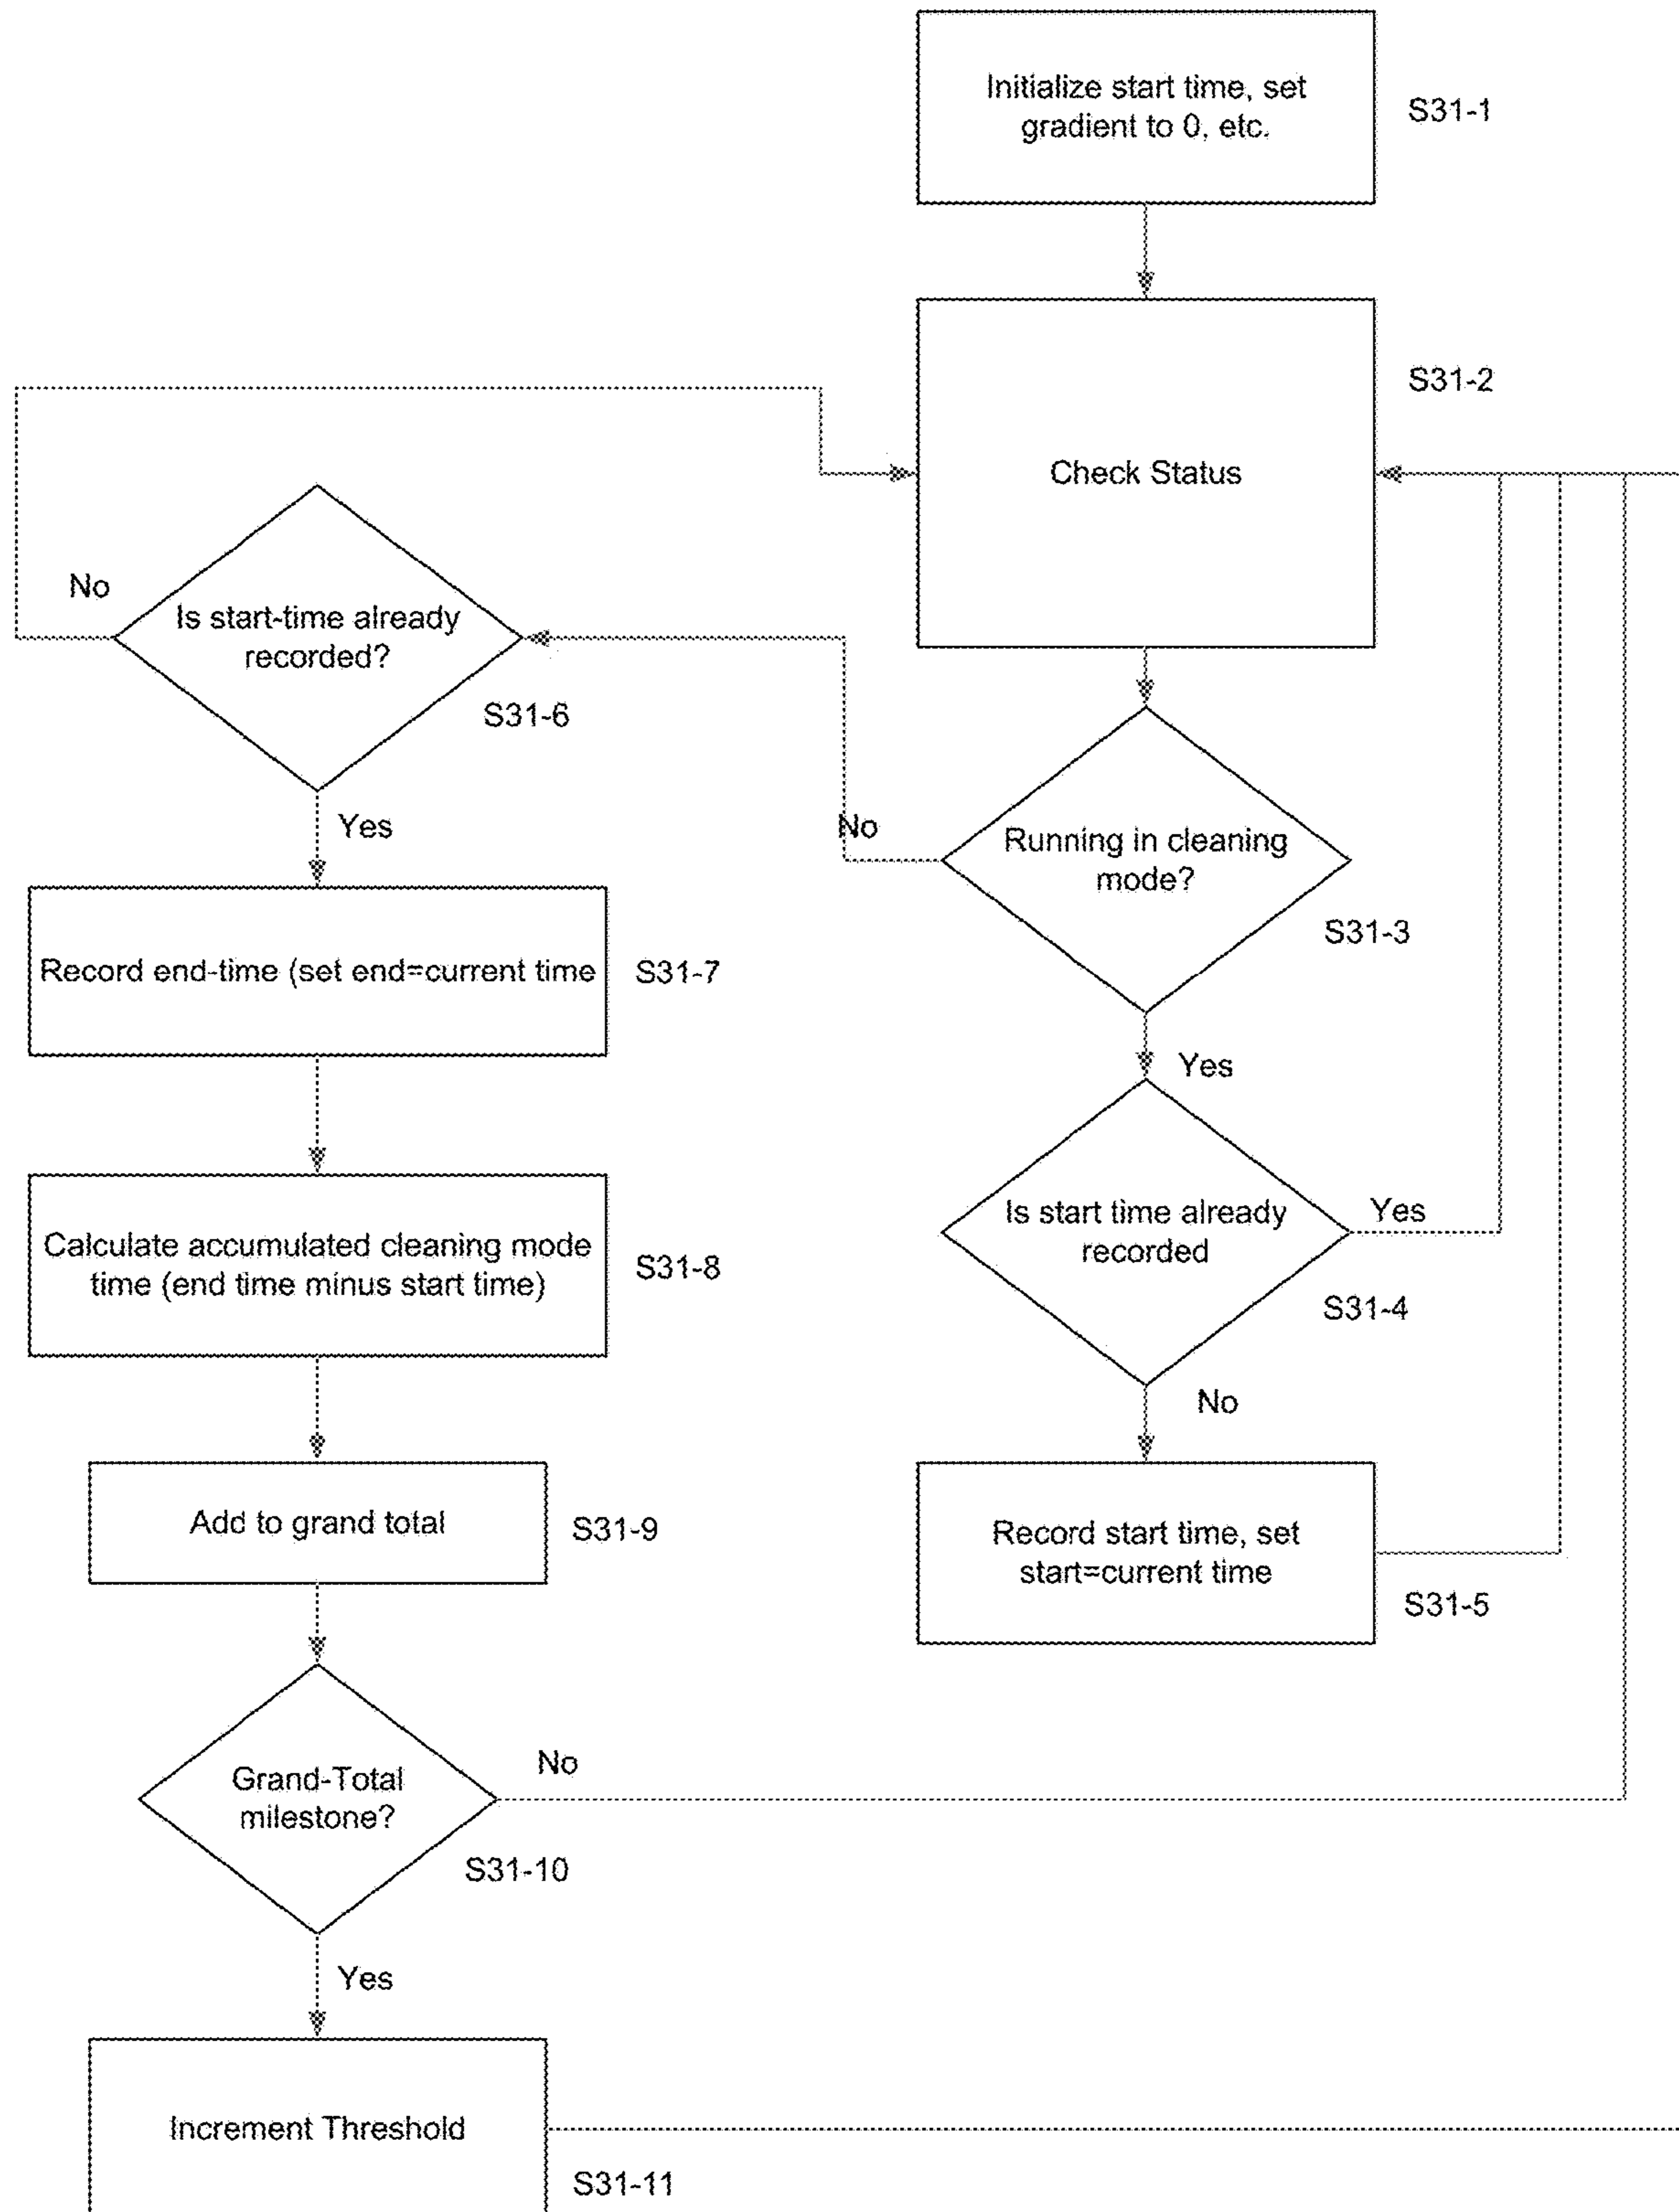 Initialize start time, set
gradient to 0, etc.
S31-1
S31-2
Check Status
No
Is start-time already
recorded?
S31-6
Yes
No
Running in cleaning
mode?
S31-3
Record end-time (set end=current time
S31-7
Yes
Is start time already
recorded
Yes
S31-4
Calculate accumulated cleaning mode
time (end time minus start time)
S31-8
No
Add to grand total
S31-9
Record start time, set
start=current time
S31-5
Grand-Total
milestone?
No
S31-10
Yes
Increment Threshold
S31-11